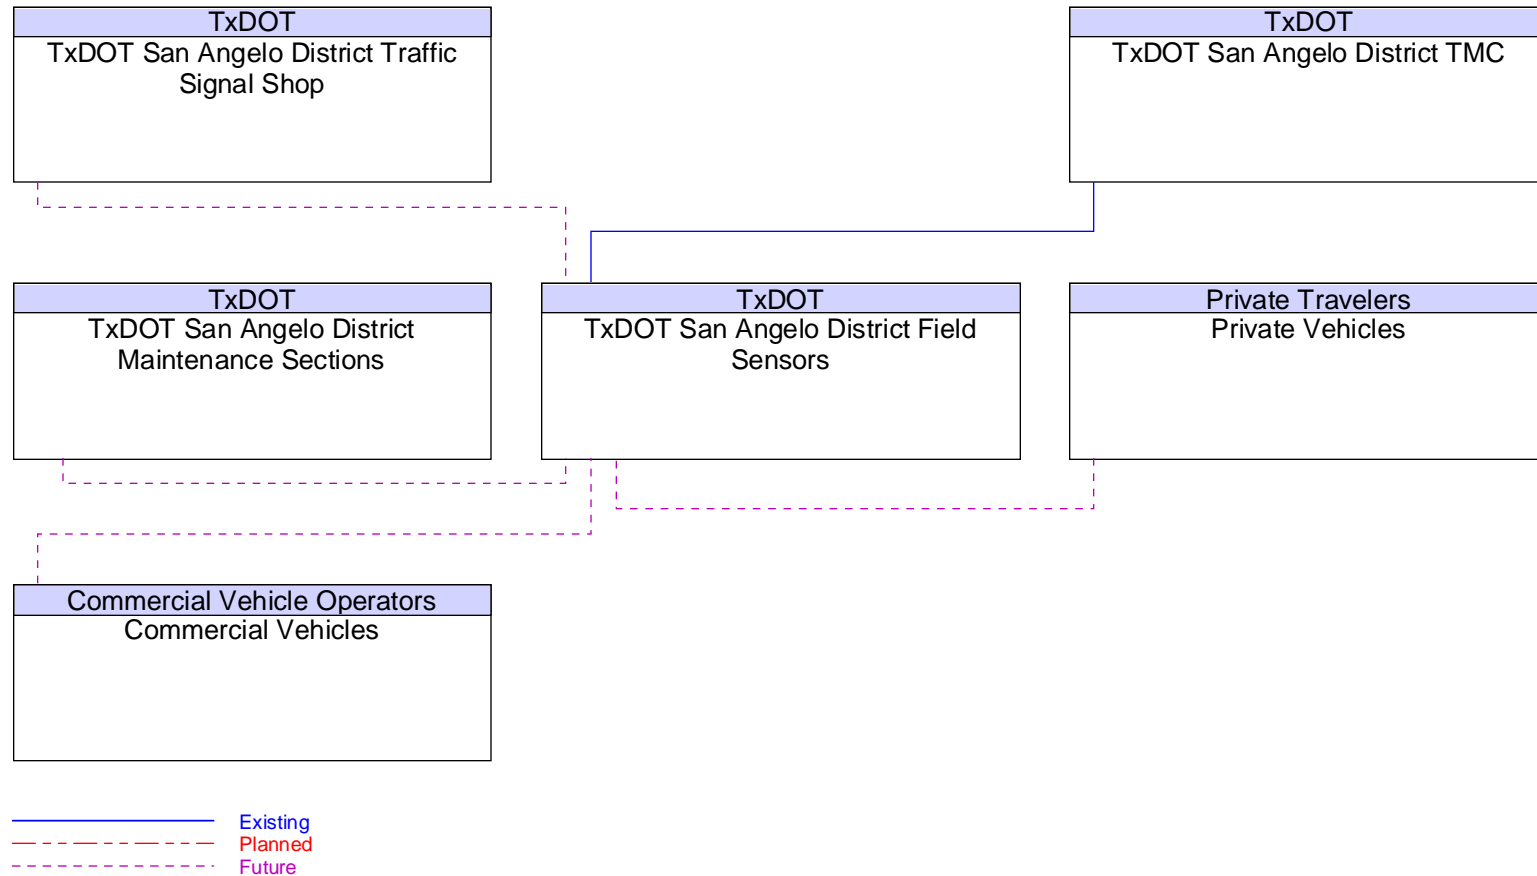 TxDOT
TxDOT San Angelo District Traffic
Signal Shop
TxDOT
TxDOT San Angelo District TMC
TxDOT
TxDOT San Angelo District
Maintenance Sections
TxDOT
TxDOT San Angelo District Field
Sensors
Private Travelers
Private Vehicles
Commercial Vehicle Operators
Commercial Vehicles
Existing
Planned
Future